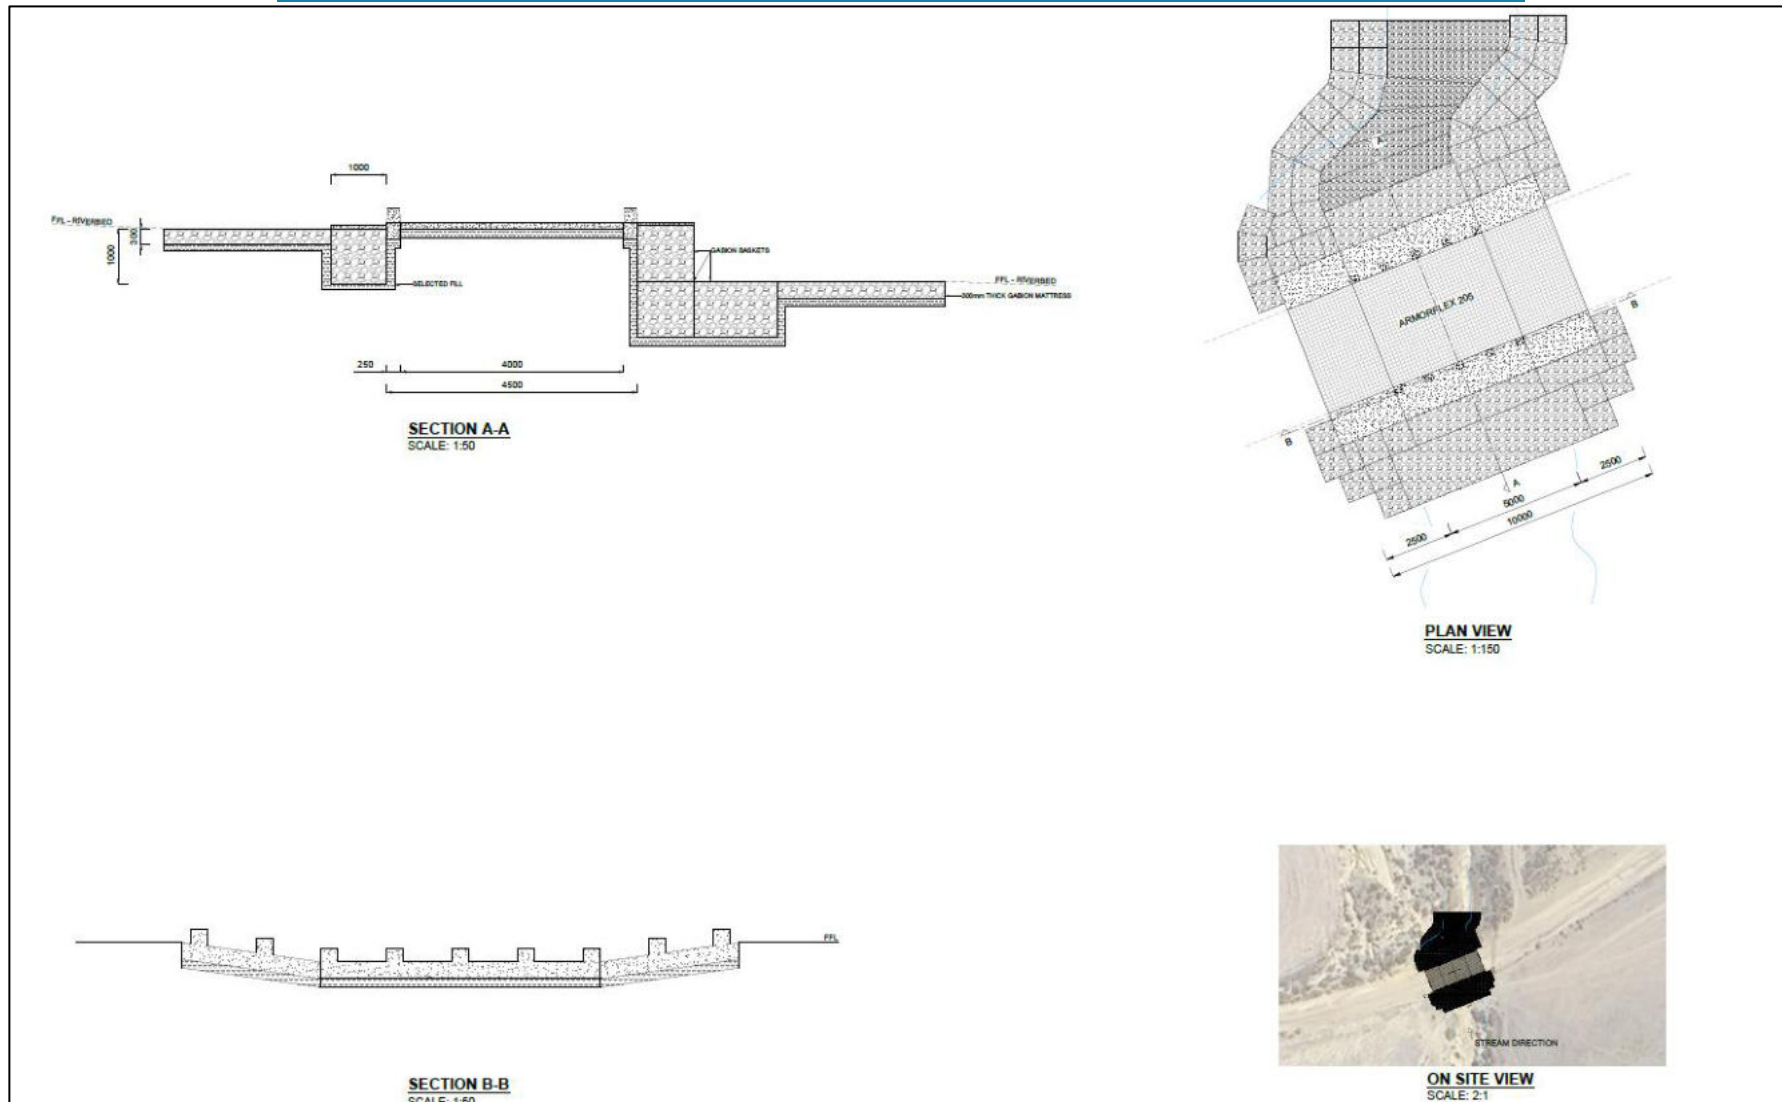 1000
FFL - RIVERBED
300
1000
GABION BASKETS
SELECTED FILL
FFL - RIVERBED
300mm THICK GABION MATTRESS
250
4000
4500
SECTION A-A
SCALE: 1:50
A
ARMORFLEX 205
B
B
A
2500
5000
2500
10000
PLAN VIEW
SCALE: 1:150
FFL
SECTION B-B
SCALE: 1:50
STREAM DIRECTION
ON SITE VIEW
SCALE: 2:1